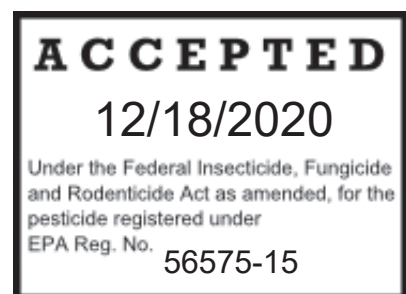 ACCEPTED
12/18/2020
Under the Federal Insecticide, Fungicide
and Rodenticide Act as amended, for the
pesticide registered under
EPA Reg. No. 56575-15